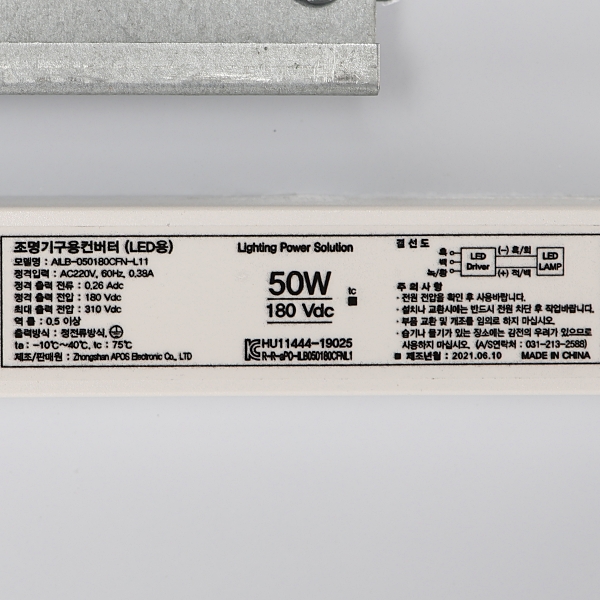 조명기구용컨버터 (LED용)
모델명 : AILB-050180CFN-L11
정격입력 : AC220V, 60Hz, 0.38A
정격 출력 전류 : 0.26 Adc
정격 출력 전압 : 180 Vdc
최대 출력 전압 : 310 Vdc
역 률 : 0.5 이상
출력방식 : 정전류방식,
ta : -10℃~40℃, tc : 75℃
제조/판매원 : Zhongshan APOS Electronic Co., LTD
Lighting Power Solution
50W
180 Vdc
tc
HU11444-19025
R-R-aPO-ILB050180CFNL1
결 선 도
흑
백
녹/황
LED
Driver
(-) 흑/회
(+) 적/백
LED
LAMP
주 의 사 항
· 전원 전압을 확인 후 사용바랍니다.
· 설치나 교환시에는 반드시 전원 차단 후 작업바랍니다.
· 부품 교환 및 개조를 임의로 하지 마십시오.
· 습기나 물기가 있는 장소에는 감전의 우려가 있으므로
사용하지 마십시오. (A/S연락처 : 031-213-2588)
■ 제조년월 : 2021.06.10 MADE IN CHINA